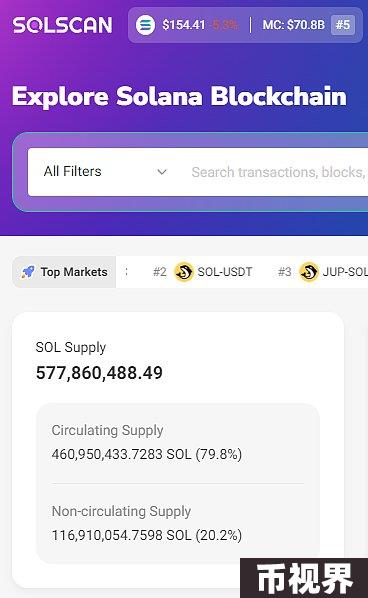 SOLSCAN
$154.41 -5.3% MC: $70.8B #5
Explore Solana Blockchain
All Filters Search transactions, blocks,
Top Markets #2 SOL-USDT #3 JUP-SOL
SOL Supply
577,860,488.49
Circulating Supply
460,950,433.7283 SOL (79.8%)
Non-circulating Supply
116,910,054.7598 SOL (20.2%)
币视界